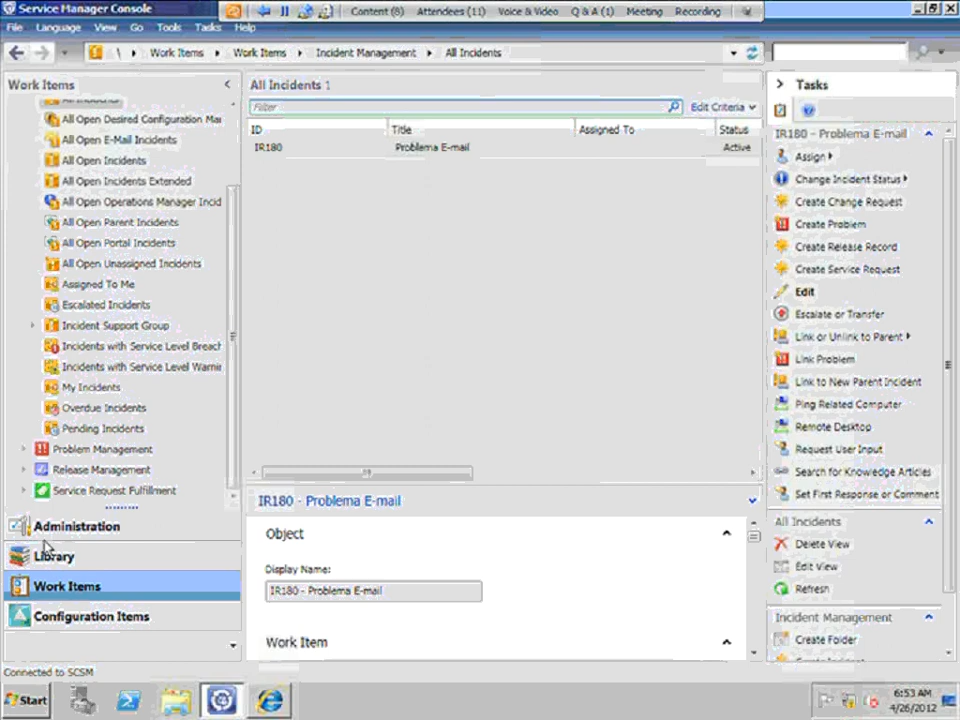 Service Manager Console
Content (8) Attendees (11) Voice & Video Q & A (1) Meeting Recording
File Language View Go Tools Tasks Help
\ Work Items Work Items Incident Management All Incidents
Work Items
All Incidents
All Open Desired Configuration Mar
All Open E-Mail Incidents
All Open Incidents
All Open Incidents Extended
All Open Operations Manager Incid
All Open Parent Incidents
All Open Portal Incidents
All Open Unassigned Incidents
Assigned To Me
Escalated Incidents
Incident Support Group
Incidents with Service Level Breach
Incidents with Service Level Warnin
My Incidents
Overdue Incidents
Pending Incidents
Problem Management
Release Management
Service Request Fulfillment
Administration
Library
Work Items
Configuration Items
All Incidents 1
Filter Edit Criteria
ID Title Assigned To Status
IR180 Problema E-mail Active
IR180 - Problema E-mail
Object
Display Name:
IR180 - Problema E-mail
Work Item
Tasks
IR180 - Problema E-mail
Assign
Change Incident Status
Create Change Request
Create Problem
Create Release Record
Create Service Request
Edit
Escalate or Transfer
Link or Unlink to Parent
Link Problem
Link to New Parent Incident
Ping Related Computer
Remote Desktop
Request User Input
Search for Knowledge Articles
Set First Response or Comment
All Incidents
Delete View
Edit View
Refresh
Incident Management
Create Folder
Create Incident
Connected to SCSM
Start
6:53 AM
4/26/2012